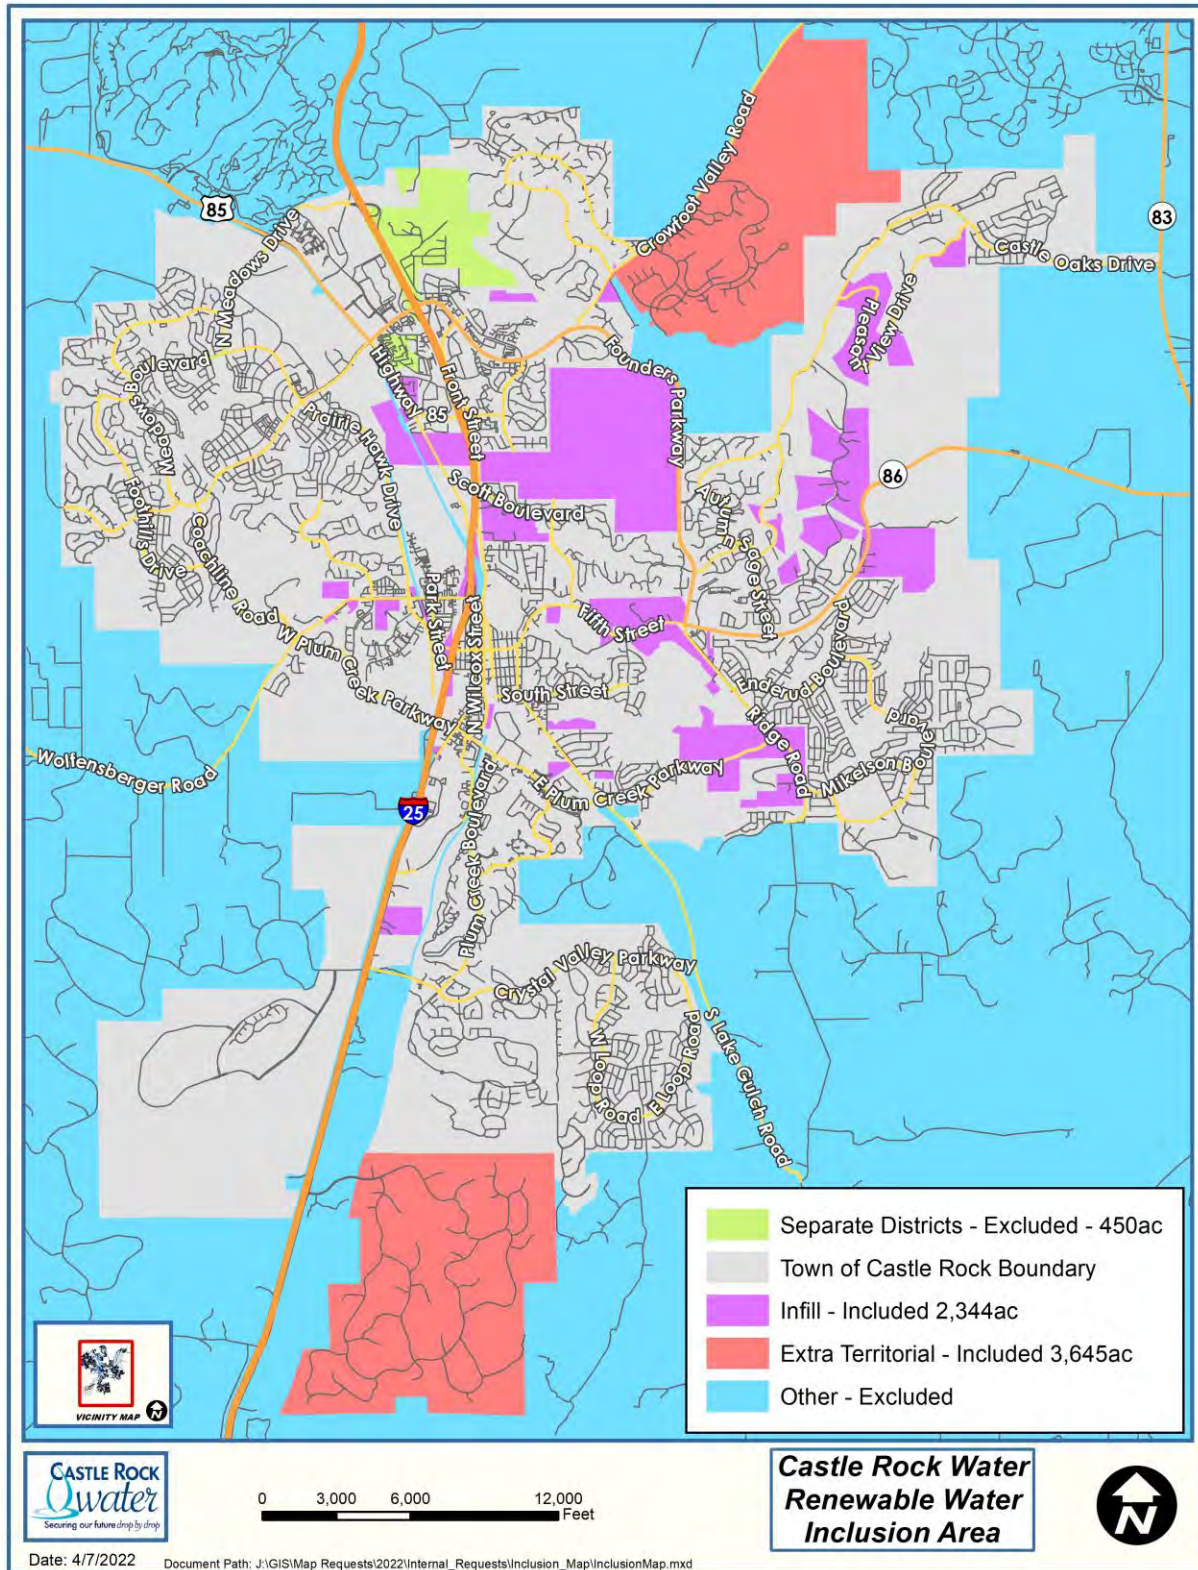 85
83
N Meadows Drive
Crowfoot Valley Road
Castle Oaks Drive
Pleasant
View Drive
Founders Parkway
Highway 85
Front Street
Meadows Boulevard
Prairie Hawk Drive
86
Foothills Drive
Coachline Road
Scott Boulevard
Autumn Sage Street
Park Street
N Wilcox Street
Fifth Street
W Plum Creek Parkway
South Street
Enderud Boulevard
Ridge Road
Mikelson Boulevard
Wolfensberger Road
E Plum Creek Parkway
25
Plum Creek Boulevard
Crystal Valley Parkway
W Loop Road
E Loop Road
S Lake Gulch Road
Separate Districts - Excluded - 450ac
Town of Castle Rock Boundary
Infill - Included 2,344ac
Extra Territorial - Included 3,645ac
Other - Excluded
VICINITY MAP
N
CASTLE ROCK
water
Securing our future drop by drop
0 3,000 6,000 12,000
Feet
Castle Rock Water
Renewable Water
Inclusion Area
N
Date: 4/7/2022
Document Path: J:\GIS\Map Requests\2022\Internal_Requests\Inclusion_Map\InclusionMap.mxd